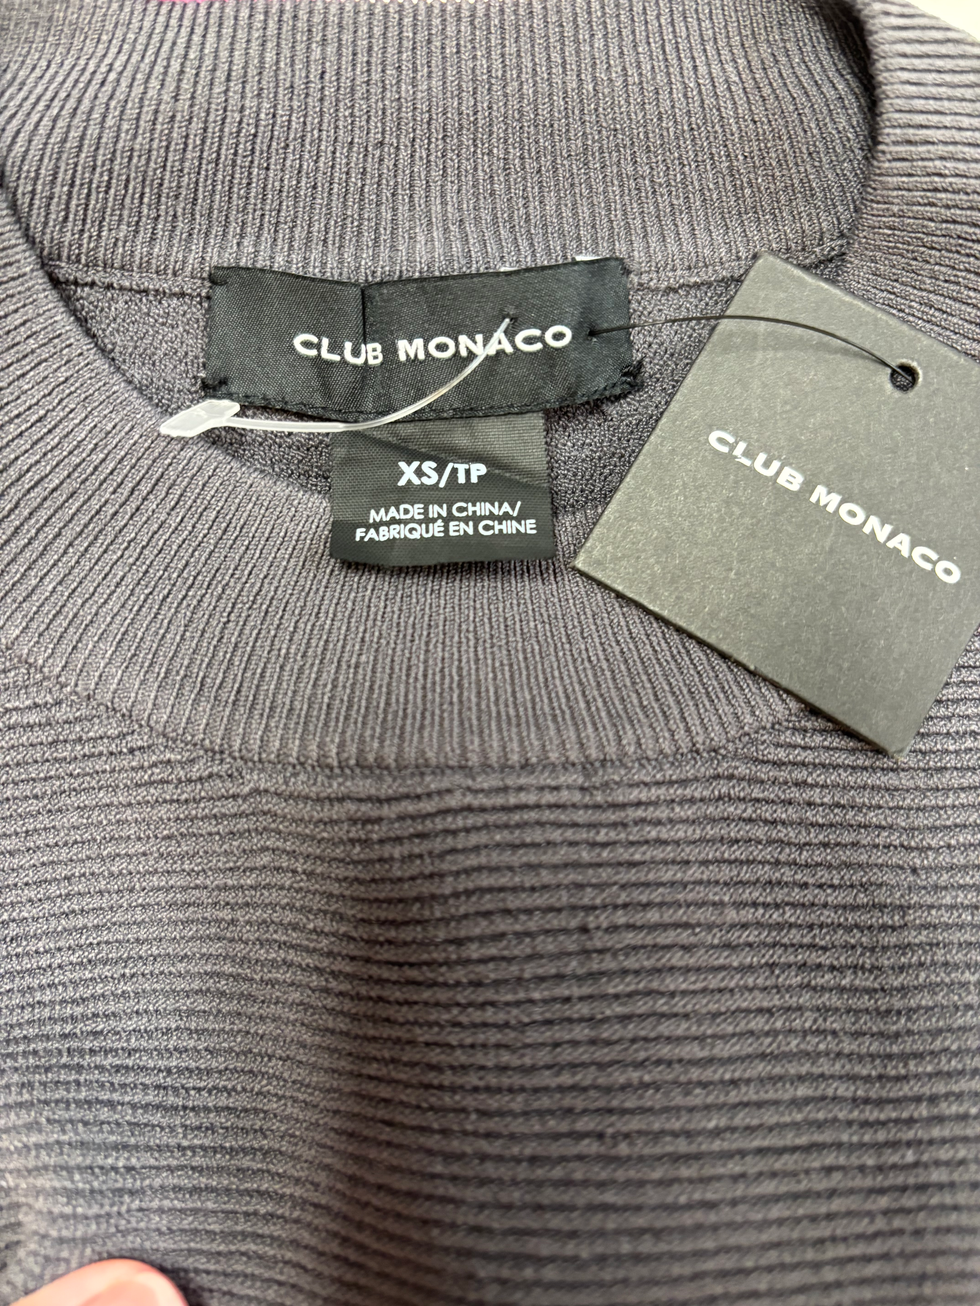 CLUB MONACO
XS/TP
MADE IN CHINA/
FABRIQUÉ EN CHINE
CLUB MONACO